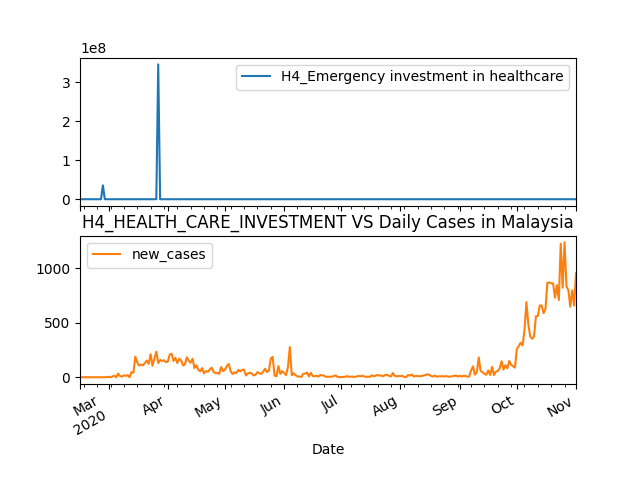 1e8
H4_Emergency investment in healthcare
3
2
1
0
H4_HEALTH_CARE_INVESTMENT VS Daily Cases in Malaysia
new_cases
1000
500
0
Mar
2020
Apr
May
Jun
Jul
Aug
Sep
Oct
Nov
Date